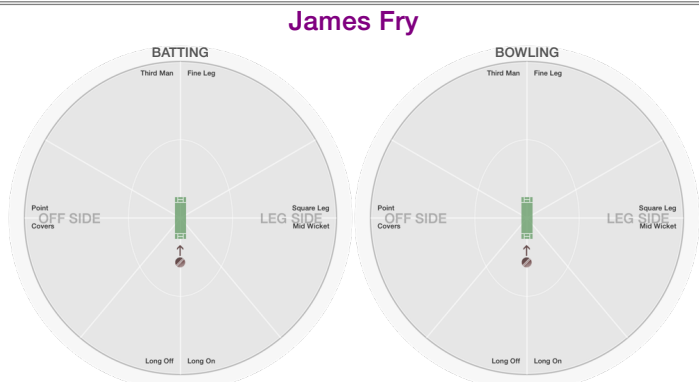 James Fry
BATTING
Third Man Fine Leg
Point Square Leg
OFF SIDE LEG SIDE
Covers Mid Wicket
Long Off Long On
BOWLING
Third Man Fine Leg
Point Square Leg
OFF SIDE LEG SIDE
Covers Mid Wicket
Long Off Long On